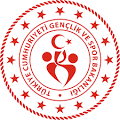 TÜRKİYE CUMHURİYETİ GENÇLİK VE SPOR BAKANLIĞI